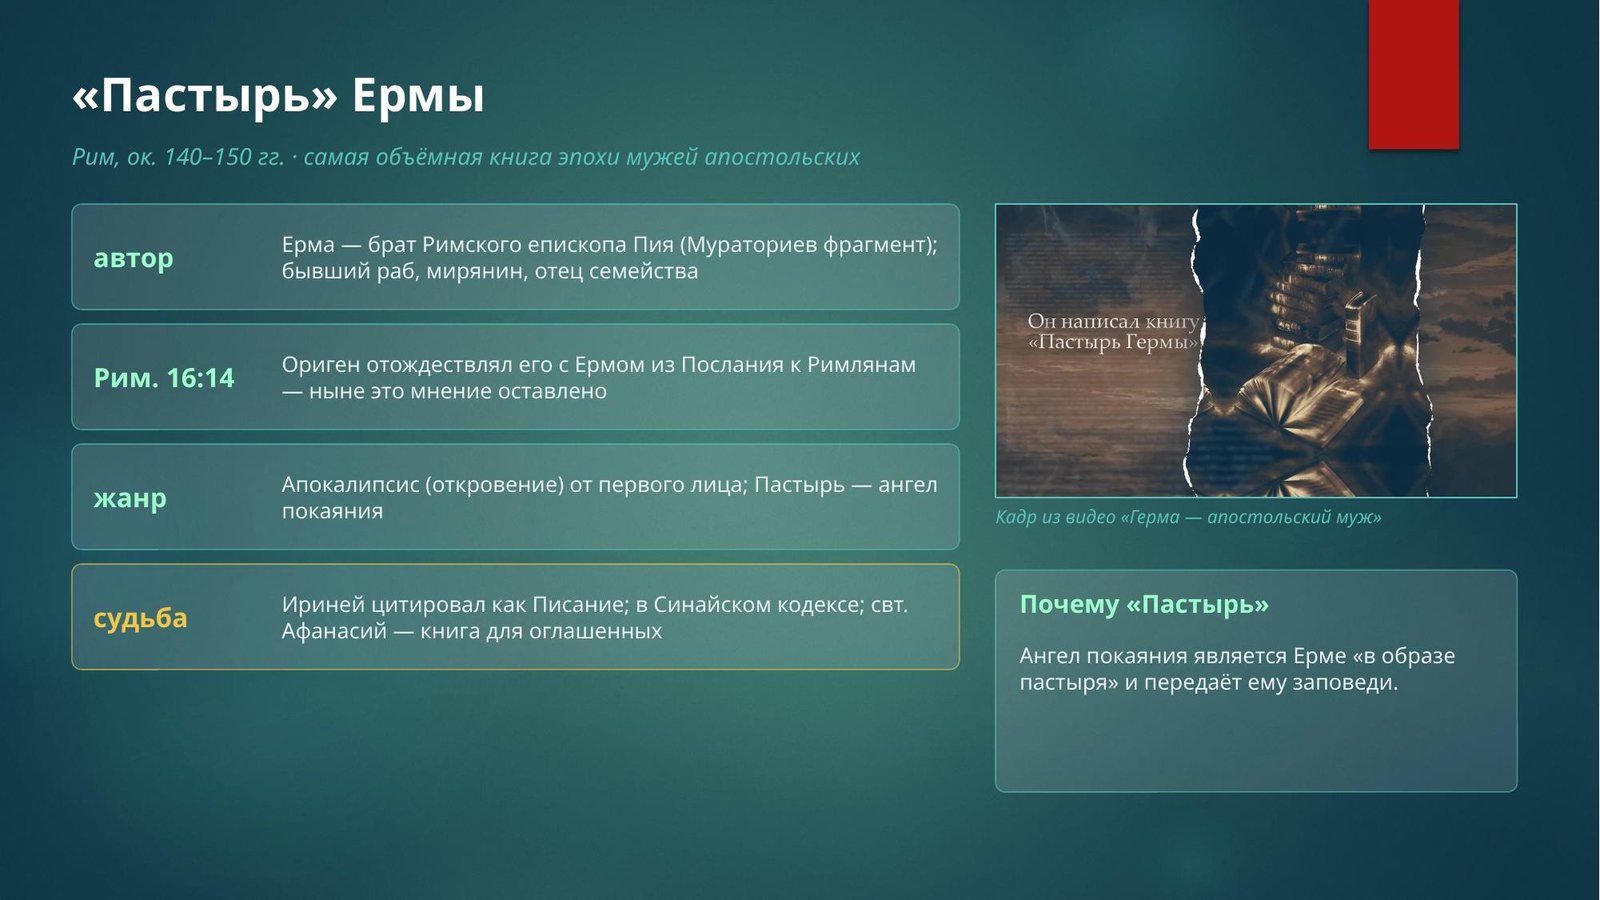 «Пастырь» Ермы
Рим, ок. 140–150 гг. · самая объёмная книга эпохи мужей апостольских
автор
Ерма — брат Римского епископа Пия (Мураториев фрагмент);
бывший раб, мирянин, отец семейства
Рим. 16:14
Ориген отождествлял его с Ермом из Послания к Римлянам
— ныне это мнение оставлено
жанр
Апокалипсис (откровение) от первого лица; Пастырь — ангел
покаяния
судьба
Ириней цитировал как Писание; в Синайском кодексе; свт.
Афанасий — книга для оглашенных
Он написал книгу
«Пастырь Гермы»
Кадр из видео «Герма — апостольский муж»
Почему «Пастырь»
Ангел покаяния является Ерме «в образе
пастыря» и передаёт ему заповеди.